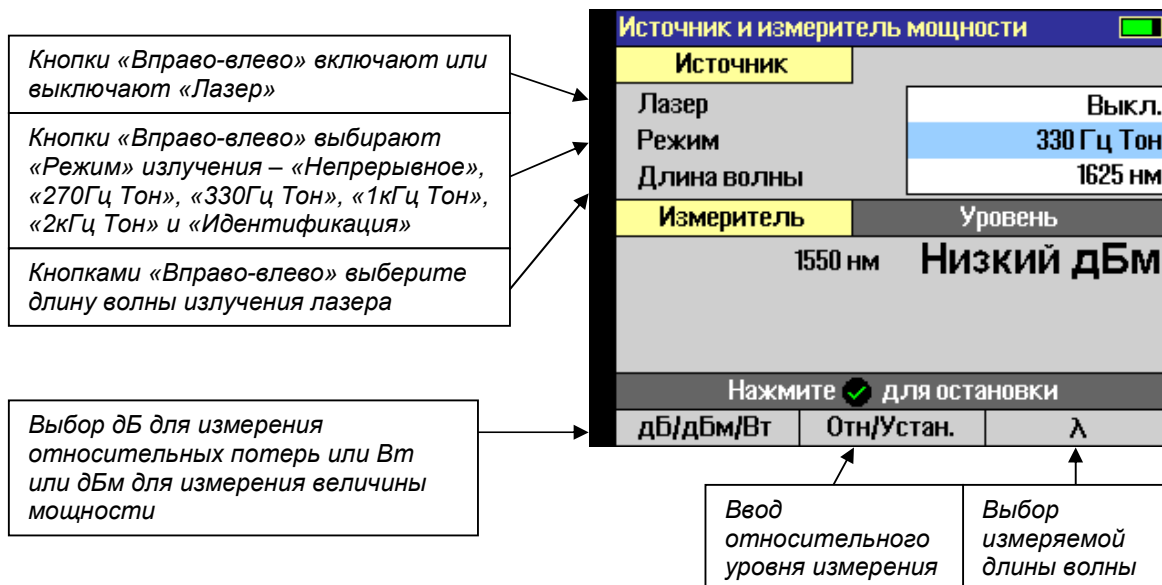 Кнопки «Вправо-влево» включают или
выключают «Лазер»
Кнопки «Вправо-влево» выбирают
«Режим» излучения – «Непрерывное»,
«270Гц Тон», «330Гц Тон», «1кГц Тон»,
«2кГц Тон» и «Идентификация»
Кнопками «Вправо-влево» выберите
длину волны излучения лазера
Выбор дБ для измерения
относительных потерь или Вт
или дБм для измерения величины
мощности
Источник и измеритель мощности
Источник
Лазер Выкл.
Режим 330 Гц Тон
Длина волны 1625 нм
Измеритель Уровень
1550 нм Низкий дБм
Нажмите для остановки
дБ/дБм/Вт Отн/Устан. λ
Ввод
относительного
уровня измерения
Выбор
измеряемой
длины волны